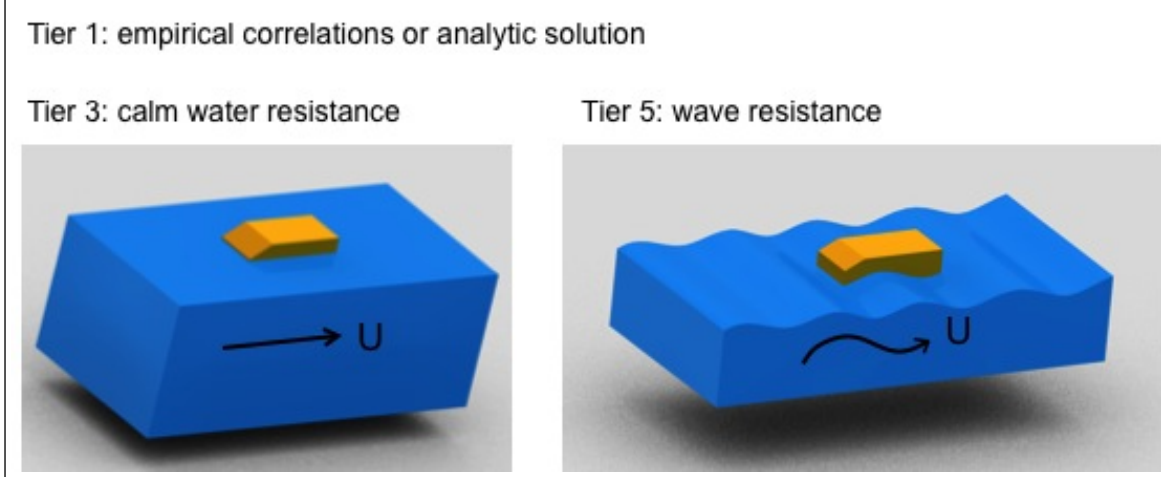 Tier 1: empirical correlations or analytic solution
Tier 3: calm water resistance
Tier 5: wave resistance
U
U